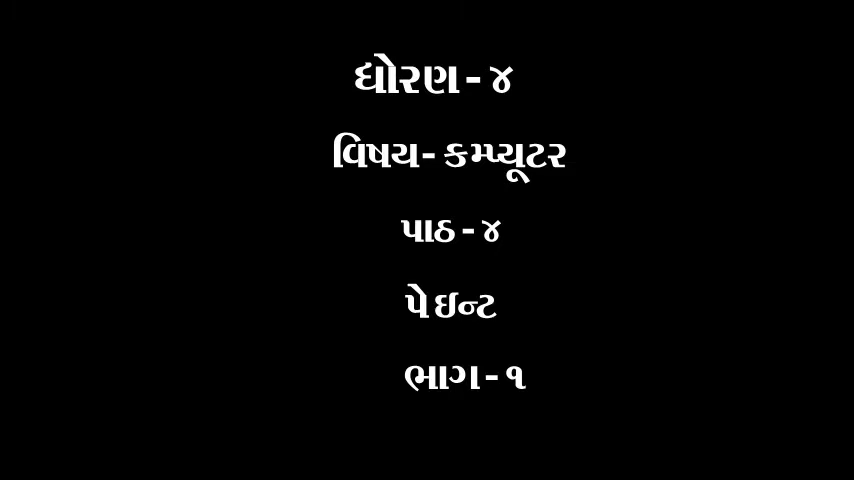 ધોરણ - ૪
વિષય- કમ્પ્યૂટર
પાઠ - ૪
પેઇન્ટ
ભાગ - ૧